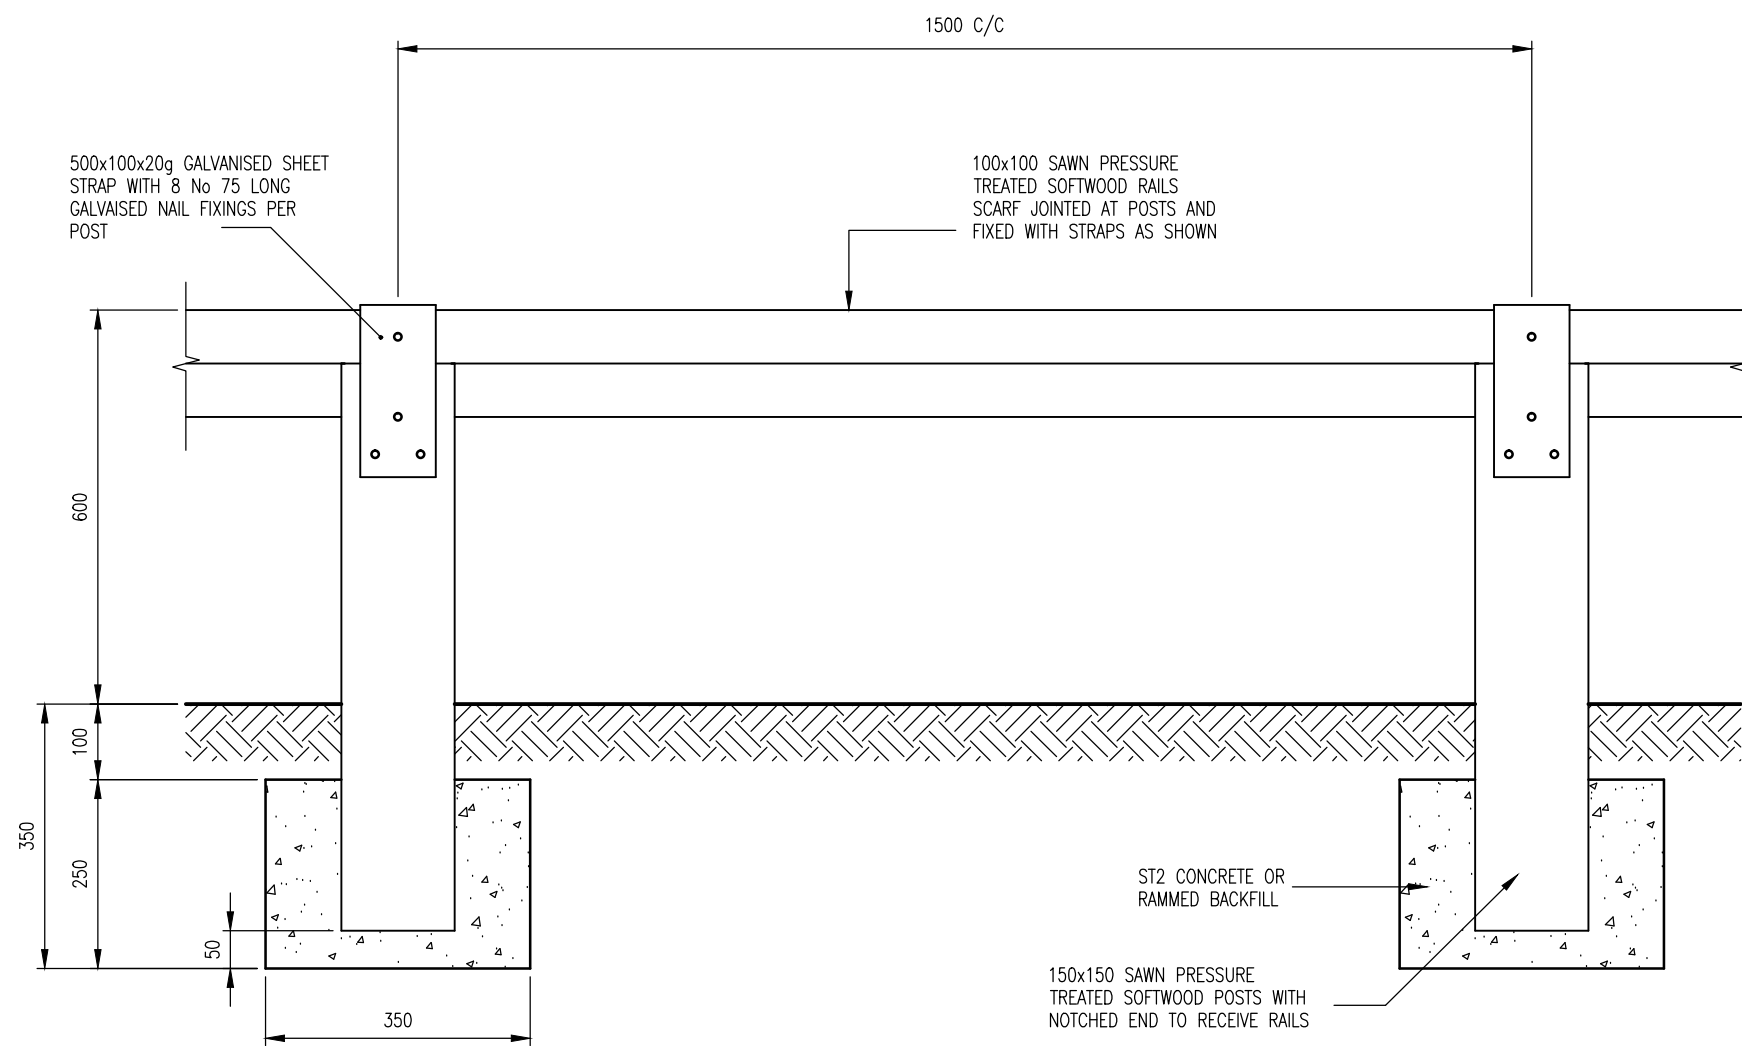 1500 C/C
500x100x20g GALVANISED SHEET
STRAP WITH 8 No 75 LONG
GALVAISED NAIL FIXINGS PER
POST
100x100 SAWN PRESSURE
TREATED SOFTWOOD RAILS
SCARF JOINTED AT POSTS AND
FIXED WITH STRAPS AS SHOWN
600
100
350
250
50
350
ST2 CONCRETE OR
RAMMED BACKFILL
150x150 SAWN PRESSURE
TREATED SOFTWOOD POSTS WITH
NOTCHED END TO RECEIVE RAILS